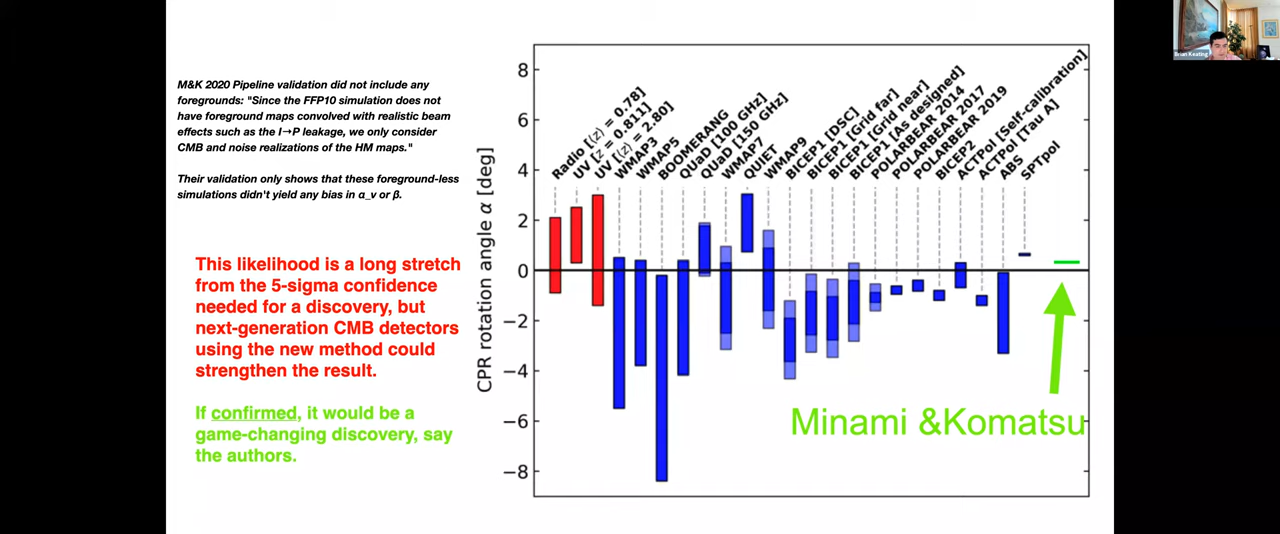 M&K 2020 Pipeline validation did not include any
foregrounds: "Since the FFP10 simulation does not
have foreground maps convolved with realistic beam
effects such as the I→P leakage, we only consider
CMB and noise realizations of the HM maps."
Their validation only shows that these foreground-less
simulations didn't yield any bias in α_v or β.
This likelihood is a long stretch
from the 5-sigma confidence
needed for a discovery, but
next-generation CMB detectors
using the new method could
strengthen the result.
If confirmed, it would be a
game-changing discovery, say
the authors.
CPR rotation angle α [deg]
8
6
4
2
0
−2
−4
−6
−8
Radio [⟨z⟩ = 0.78]
UV [z = 0.811]
UV [⟨z⟩ = 2.80]
WMAP3
WMAP5
BOOMERANG
QUaD [100 GHz]
QUaD [150 GHz]
WMAP7
QUIET
WMAP9
BICEP1 [DSC]
BICEP1 [Grid far]
BICEP1 [Grid near]
BICEP1 [As designed]
POLARBEAR 2014
POLARBEAR 2017
POLARBEAR 2019
BICEP2
ACTPol [Self-calibration]
ACTPol [Tau A]
ABS
SPTpol
Minami &Komatsu
Brian Keating